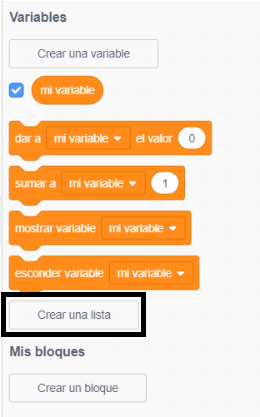 Variables
Crear una variable
mi variable
dar a mi variable el valor 0
sumar a mi variable 1
mostrar variable mi variable
esconder variable mi variable
Crear una lista
Mis bloques
Crear un bloque